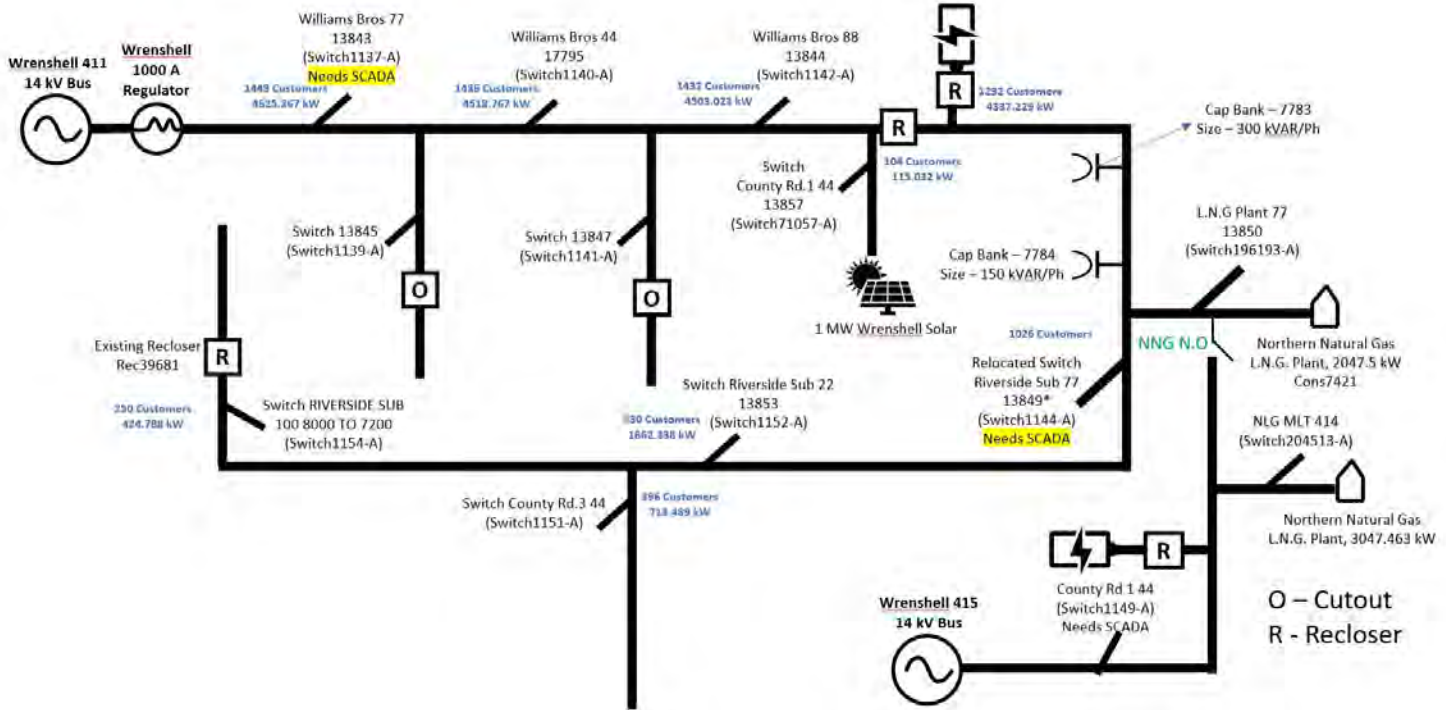 Wrenshell 411
14 kV Bus
Wrenshell
1000 A
Regulator
Williams Bros 77
13843
(Switch1137-A)
Needs SCADA
1449 Customers
4625.267 kW
Williams Bros 44
17795
(Switch1140-A)
1436 Customers
4518.767 kW
Williams Bros 88
13844
(Switch1142-A)
1432 Customers
4503.023 kW
R
R
1292 Customers
4387.229 kW
104 Customers
115.032 kW
Cap Bank – 7783
Size – 300 kVAR/Ph
Switch
County Rd.1 44
13857
(Switch71057-A)
Switch 13845
(Switch1139-A)
O
Switch 13847
(Switch1141-A)
O
1 MW Wrenshell Solar
Cap Bank – 7784
Size – 150 kVAR/Ph
L.N.G Plant 77
13850
(Switch196193-A)
NNG N.O
Northern Natural Gas
L.N.G. Plant, 2047.5 kW
Cons7421
1026 Customers
Relocated Switch
Riverside Sub 77
13849*
(Switch1144-A)
Needs SCADA
Existing Recloser
Rec39681
R
250 Customers
424.788 kW
Switch RIVERSIDE SUB
100 8000 TO 7200
(Switch1154-A)
Switch Riverside Sub 22
13853
(Switch1152-A)
830 Customers
Switch County Rd.3 44
(Switch1151-A)
396 Customers
713.489 kW
NLG MLT 414
(Switch204513-A)
Northern Natural Gas
L.N.G. Plant, 3047.463 kW
R
County Rd 1 44
(Switch1149-A)
Needs SCADA
Wrenshell 415
14 kV Bus
O – Cutout
R - Recloser